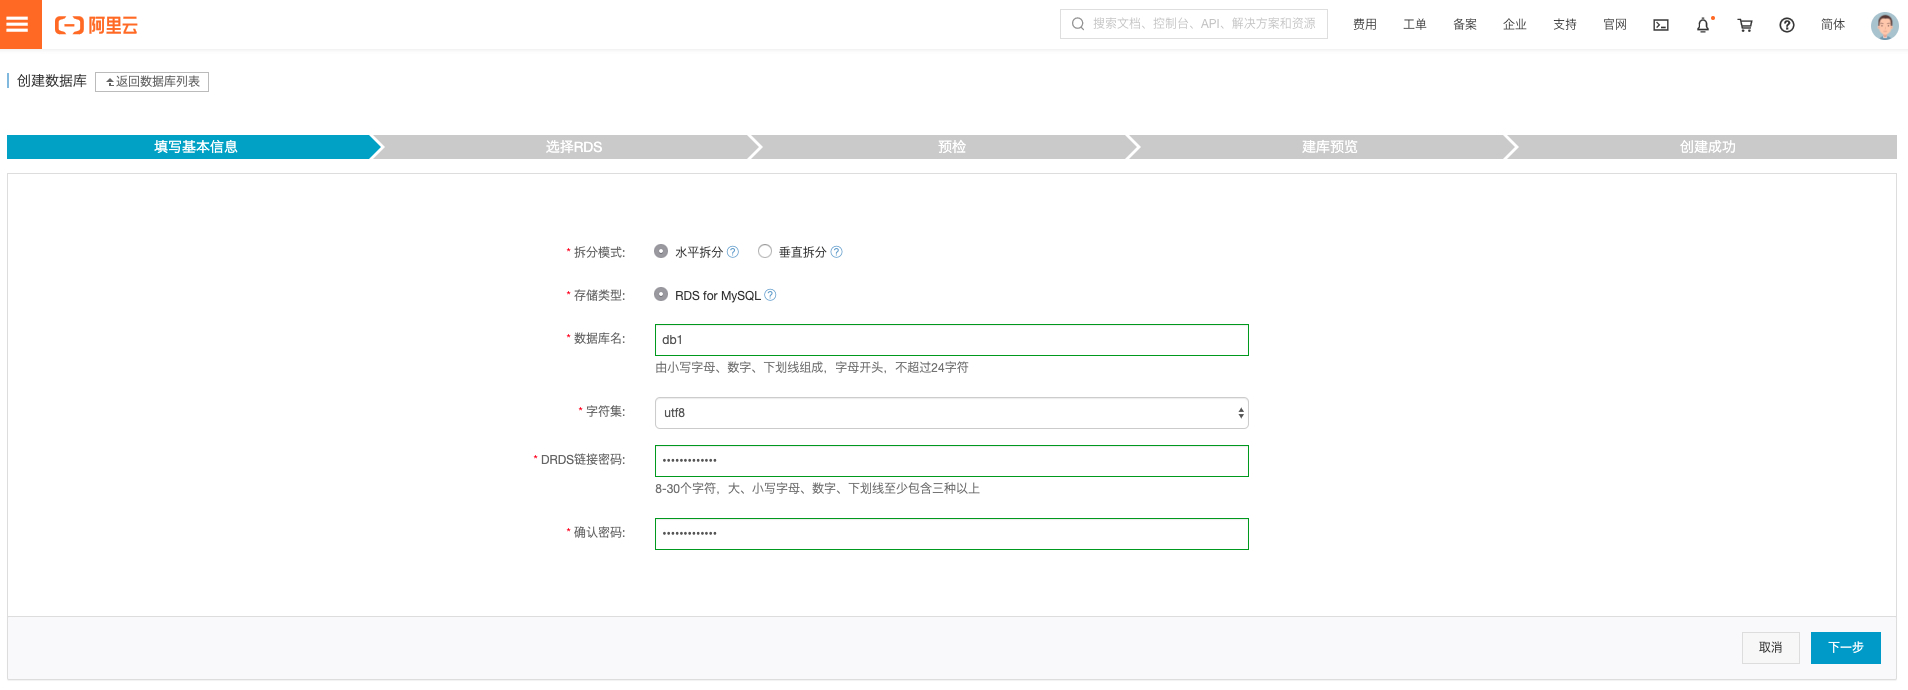 阿里云
搜索文档、控制台、API、解决方案和资源
费用 工单 备案 企业 支持 官网 简体
创建数据库 返回数据库列表
填写基本信息 选择RDS 预检 建库预览 创建成功
* 拆分模式: 水平拆分 ? 垂直拆分 ?
* 存储类型: RDS for MySQL ?
* 数据库名: db1
由小写字母、数字、下划线组成，字母开头，不超过24字符
* 字符集: utf8
* DRDS链接密码: •••••••••••••
8-30个字符，大、小写字母、数字、下划线至少包含三种以上
* 确认密码: •••••••••••••
取消 下一步